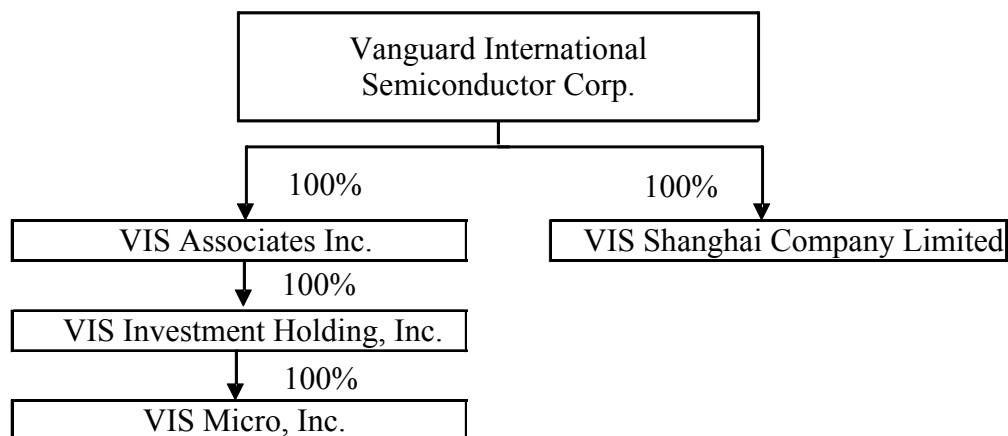 Vanguard International
Semiconductor Corp.
100%
100%
VIS Associates Inc.
VIS Shanghai Company Limited
100%
VIS Investment Holding, Inc.
100%
VIS Micro, Inc.